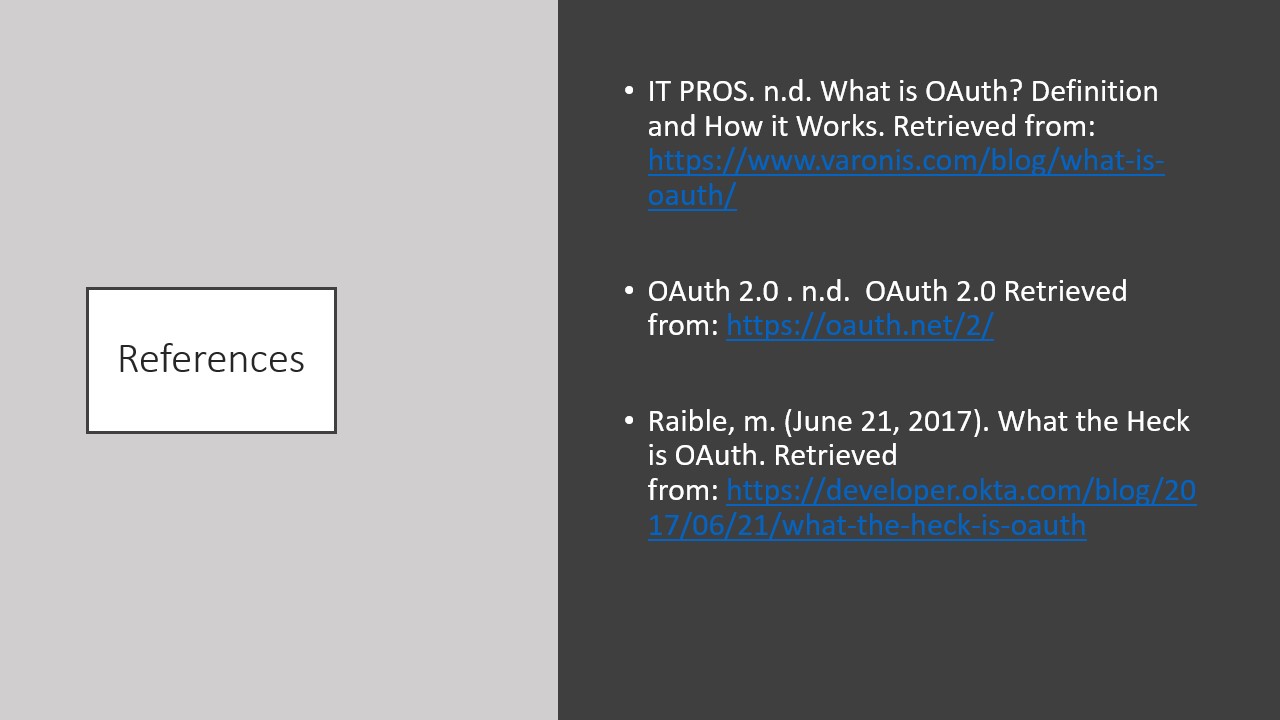 References
• IT PROS. n.d. What is OAuth? Definition
and How it Works. Retrieved from:
https://www.varonis.com/blog/what-is-
oauth/
• OAuth 2.0 . n.d.  OAuth 2.0 Retrieved
from: https://oauth.net/2/
• Raible, m. (June 21, 2017). What the Heck
is OAuth. Retrieved
from: https://developer.okta.com/blog/20
17/06/21/what-the-heck-is-oauth